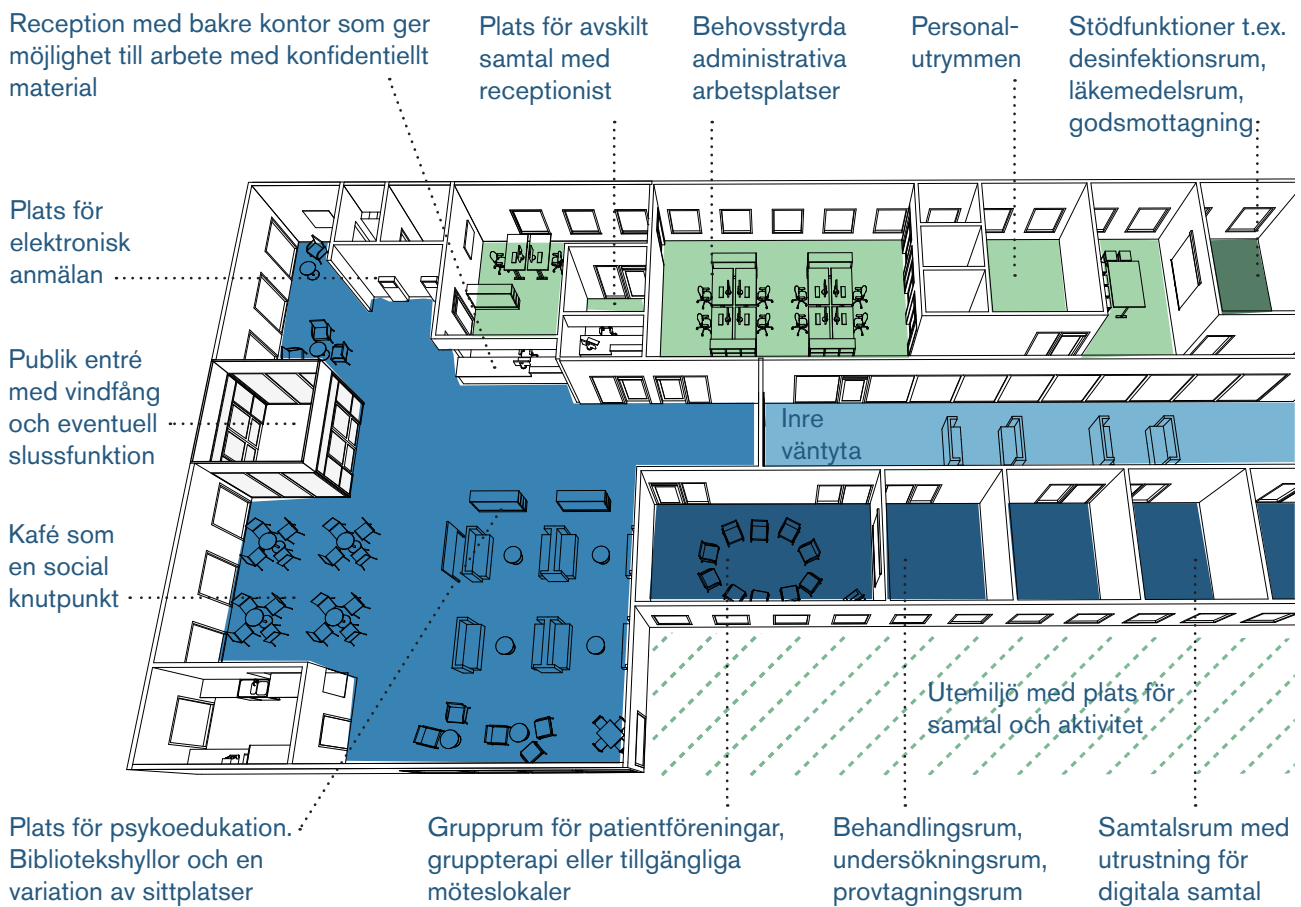 Reception med bakre kontor som ger
möjlighet till arbete med konfidentiellt
material
Plats för avskilt
samtal med
receptionist
Behovsstyrda
administrativa
arbetsplatser
Personal-
utrymmen
Stödfunktioner t.ex.
desinfektionsrum,
läkemedelsrum,
godsmottagning
Plats för
elektronisk
anmälan
Publik entré
med vindfång
och eventuell
slussfunktion
Inre
väntyta
Kafé som
en social
knutpunkt
Utemiljö med plats för
samtal och aktivitet
Plats för psykoedukation.
Bibliotekshyllor och en
variation av sittplatser
Grupprum för patientföreningar,
gruppterapi eller tillgängliga
möteslokaler
Behandlingsrum,
undersökningsrum,
provtagningsrum
Samtalsrum med
utrustning för
digitala samtal